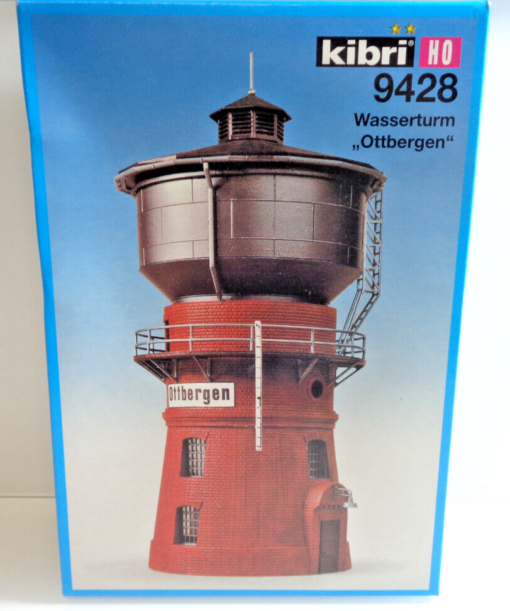 kibri® H0
9428
Wasserturm
„Ottbergen“
Ottbergen